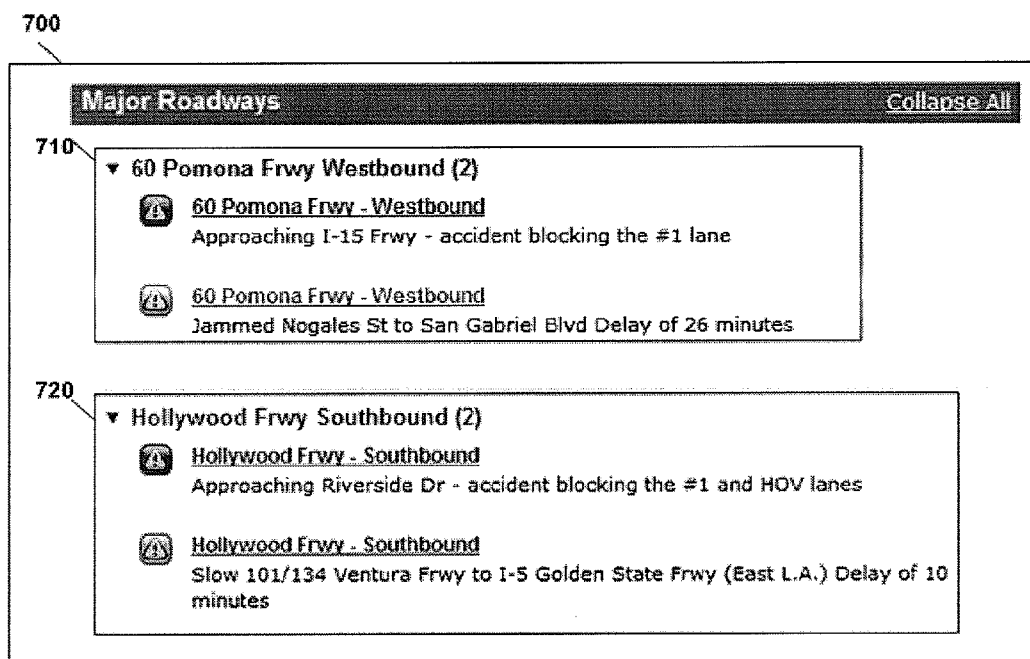 700
Major Roadways Collapse All
710
▼ 60 Pomona Frwy Westbound (2)
60 Pomona Frwy - Westbound
Approaching I-15 Frwy - accident blocking the #1 lane
60 Pomona Frwy - Westbound
Jammed Nogales St to San Gabriel Blvd Delay of 26 minutes
720
▼ Hollywood Frwy Southbound (2)
Hollywood Frwy - Southbound
Approaching Riverside Dr - accident blocking the #1 and HOV lanes
Hollywood Frwy - Southbound
Slow 101/134 Ventura Frwy to I-5 Golden State Frwy (East L.A.) Delay of 10
minutes